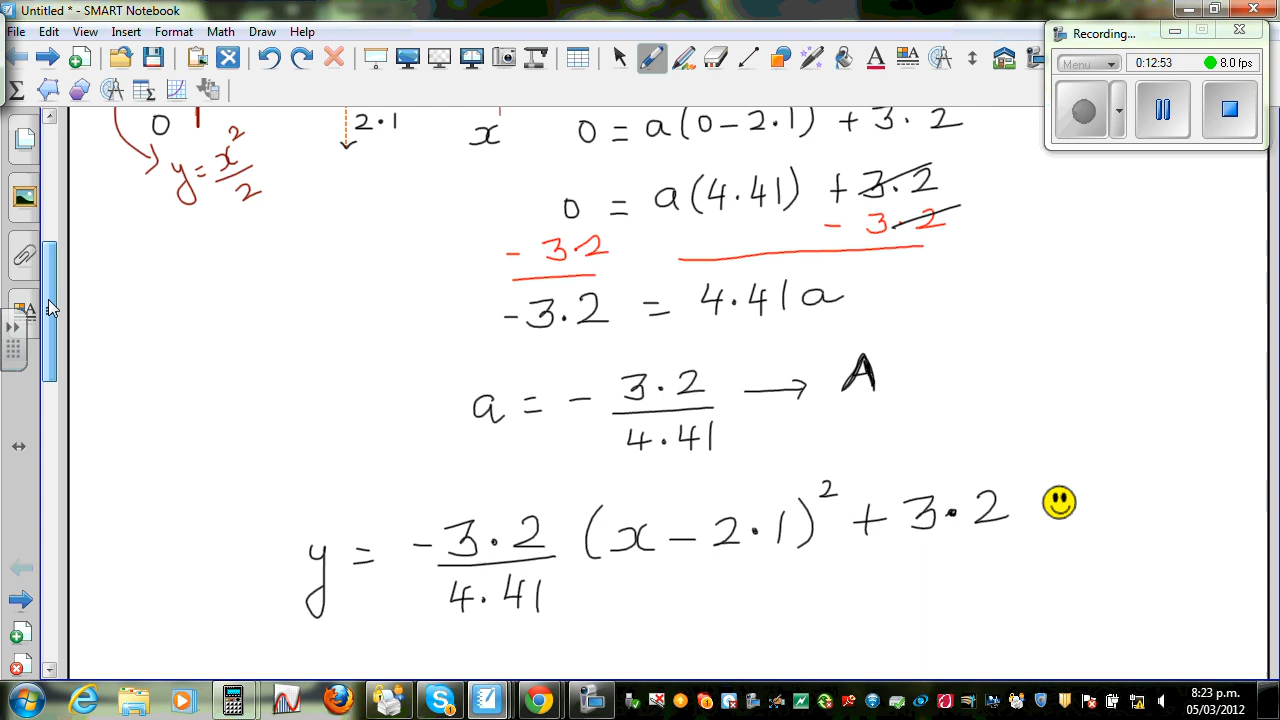 Untitled * - SMART Notebook
File Edit View Insert Format Math Draw Help
Recording...
Menu 0:12:53 8.0 fps
0
2.1
x
y = x²/2
0 = a(0-2.1) + 3.2
0 = a(4.41) + 3.2
- 3.2 - 3.2
-3.2 = 4.41a
a = - 3.2/4.41 → A
y = -3.2/4.41 (x - 2.1)² + 3.2
8:23 p.m.
05/03/2012